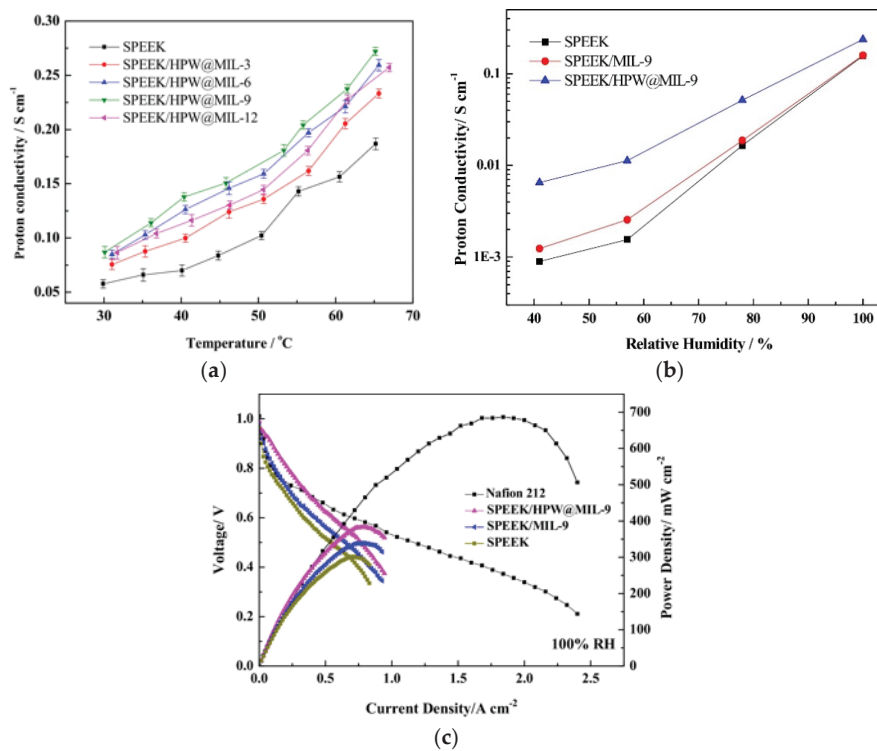 0.30
0.25
0.20
0.15
0.10
0.05
Proton conductivity / S cm-1
SPEEK
SPEEK/HPW@MIL-3
SPEEK/HPW@MIL-6
SPEEK/HPW@MIL-9
SPEEK/HPW@MIL-12
30 40 50 60 70
Temperature / °C
(a)
0.1
0.01
1E-3
Proton Conductivity/ S cm-1
SPEEK
SPEEK/MIL-9
SPEEK/HPW@MIL-9
40 50 60 70 80 90 100
Relative Humidity / %
(b)
1.0
0.8
0.6
0.4
0.2
0.0
Voltage/ V
Nafion 212
SPEEK/HPW@MIL-9
SPEEK/MIL-9
SPEEK
100% RH
700
600
500
400
300
200
100
0
Power Density/ mW cm-2
0.0 0.5 1.0 1.5 2.0 2.5
Current Density/A cm-2
(c)